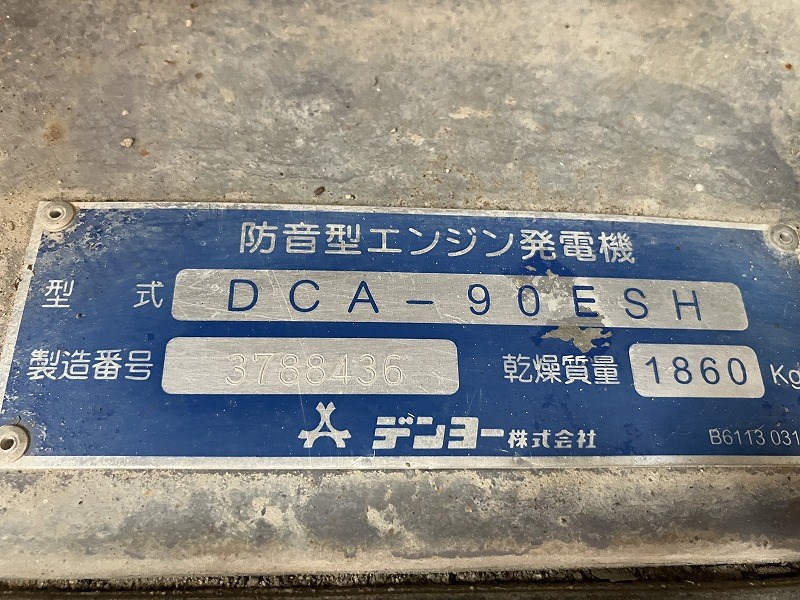 防音型エンジン発電機
型式 DCA-90ESH
製造番号 3788436 乾燥質量 1860 Kg
デンヨー株式会社 B6113 031